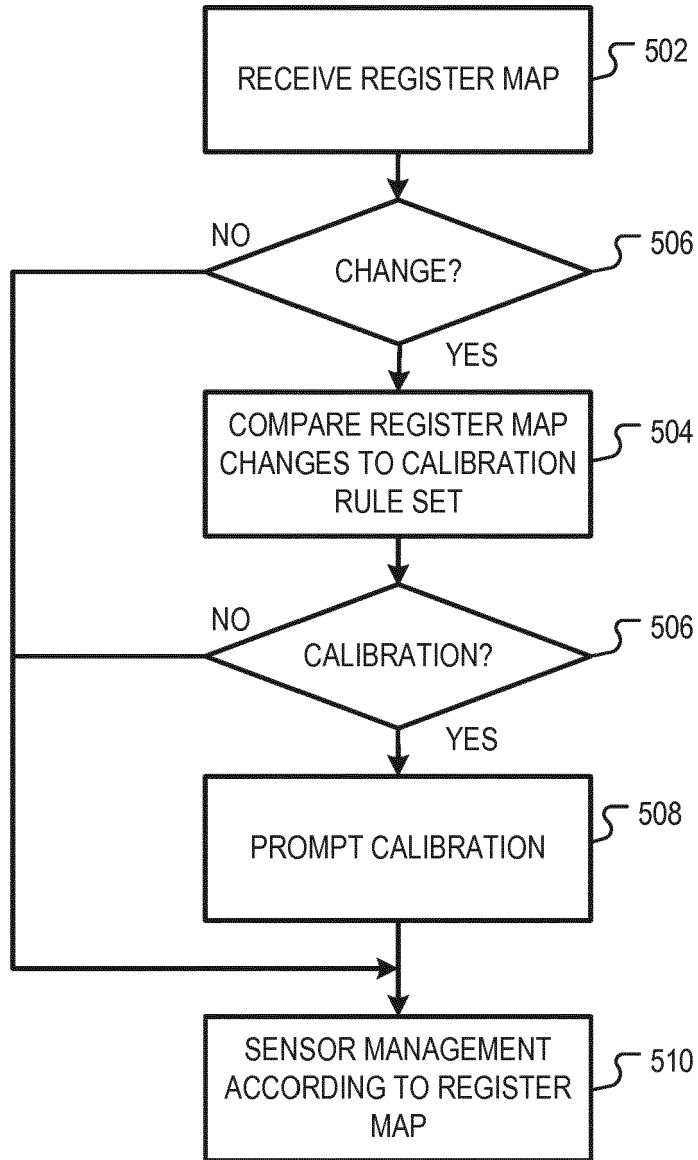 RECEIVE REGISTER MAP
502
NO
CHANGE?
506
YES
COMPARE REGISTER MAP
CHANGES TO CALIBRATION
RULE SET
504
NO
CALIBRATION?
506
YES
PROMPT CALIBRATION
508
SENSOR MANAGEMENT
ACCORDING TO REGISTER
MAP
510